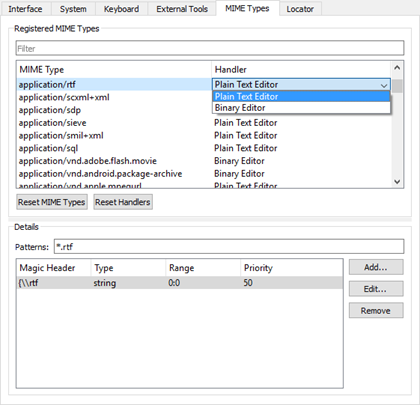 Interface System Keyboard External Tools MIME Types Locator
Registered MIME Types
Filter
MIME Type Handler
application/rtf Plain Text Editor
application/scxml+xml Plain Text Editor
application/sdp Binary Editor
application/sieve Plain Text Editor
application/smil+xml Plain Text Editor
application/sql Plain Text Editor
application/vnd.adobe.flash.movie Binary Editor
application/vnd.android.package-archive Binary Editor
application/vnd.apple.mpegurl Plain Text Editor
Reset MIME Types Reset Handlers
Details
Patterns: *.rtf
Magic Header Type Range Priority
{\\rtf string 0:0 50
Add...
Edit...
Remove